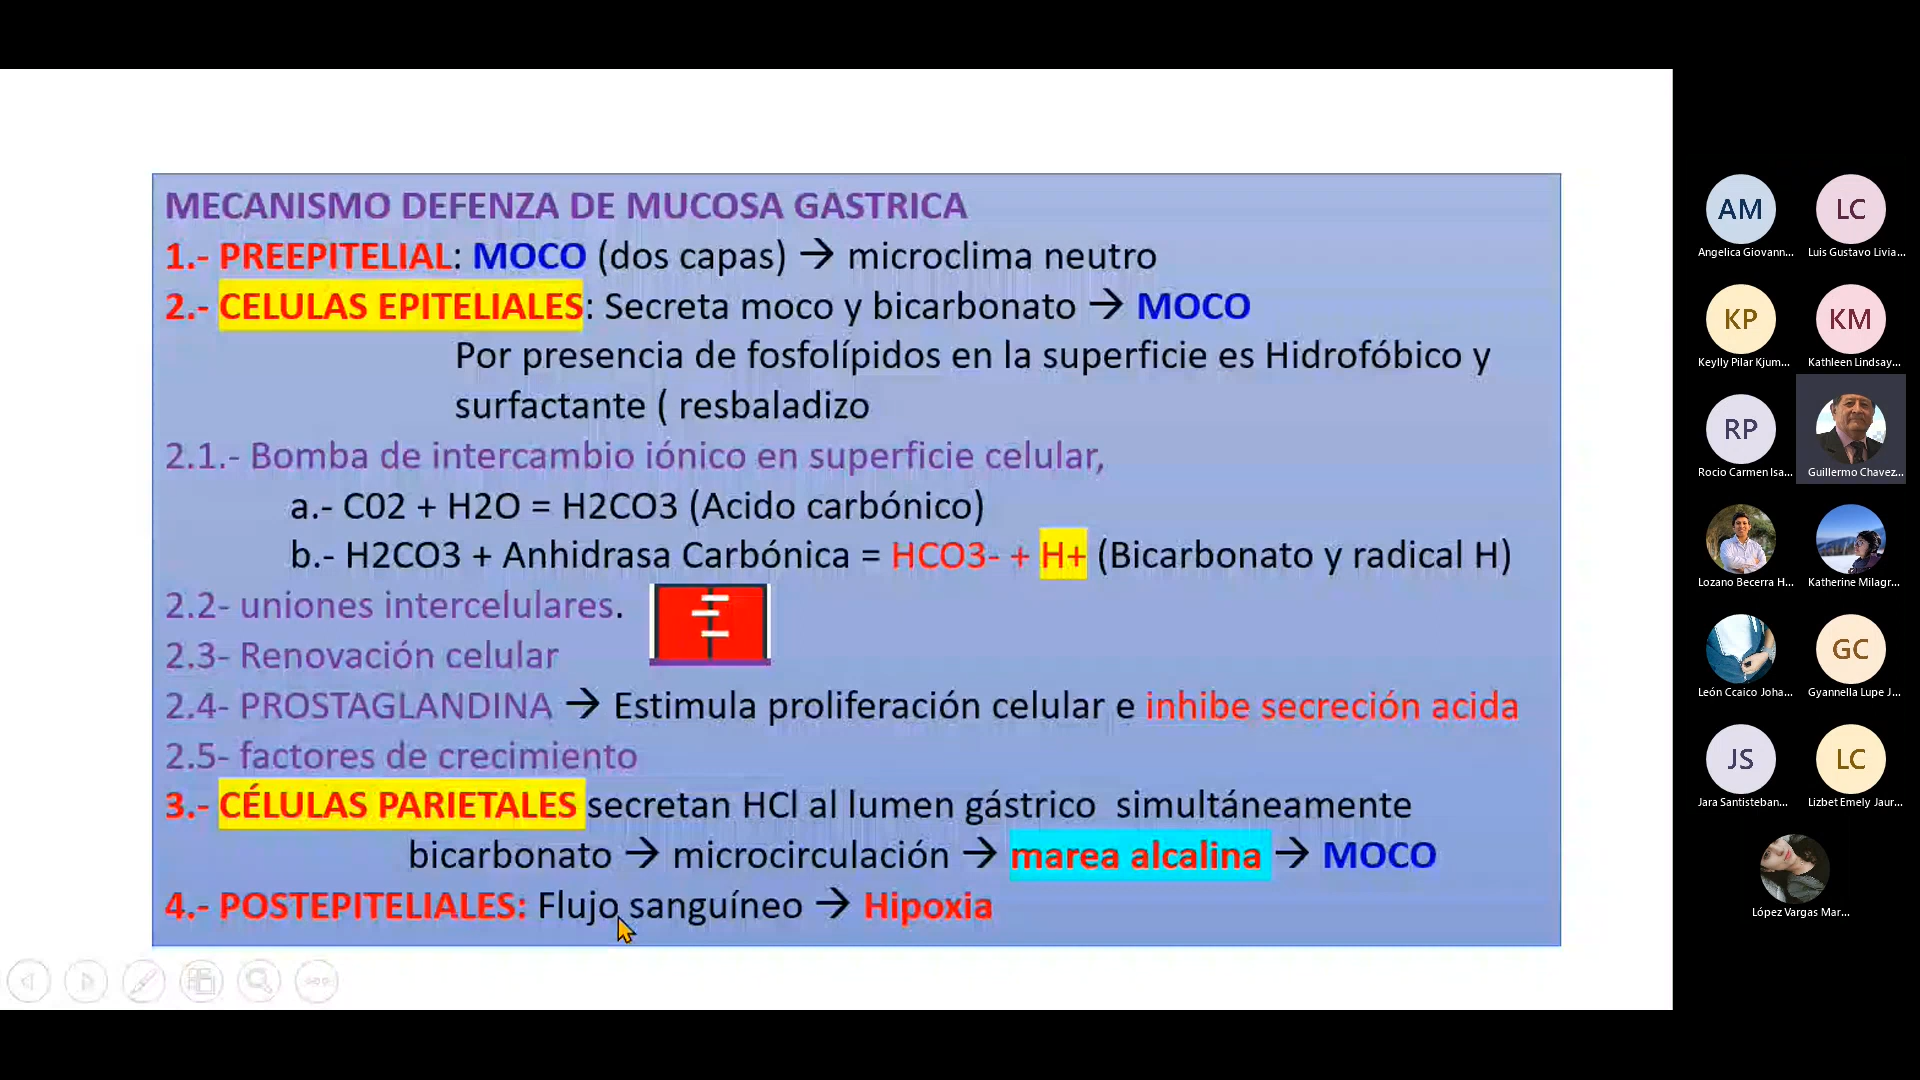 MECANISMO DEFENZA DE MUCOSA GASTRICA
1.- PREEPITELIAL: MOCO (dos capas) → microclima neutro
2.- CELULAS EPITELIALES: Secreta moco y bicarbonato → MOCO
Por presencia de fosfolípidos en la superficie es Hidrofóbico y
surfactante ( resbaladizo
2.1.- Bomba de intercambio iónico en superficie celular,
a.- C02 + H2O = H2CO3 (Acido carbónico)
b.- H2CO3 + Anhidrasa Carbónica = HCO3- + H+ (Bicarbonato y radical H)
2.2- uniones intercelulares.
2.3- Renovación celular
2.4- PROSTAGLANDINA → Estimula proliferación celular e inhibe secreción acida
2.5- factores de crecimiento
3.- CÉLULAS PARIETALES secretan HCl al lumen gástrico simultáneamente
bicarbonato → microcirculación → marea alcalina → MOCO
4.- POSTEPITELIALES: Flujo sanguíneo → Hipoxia
AM LC
Angelica Giovann... Luis Gustavo Livia...
KP KM
Keylly Pilar Kjum... Kathleen Lindsay...
RP
Rocio Carmen Isa... Guillermo Chavez...
Lozano Becerra H... Katherine Milagr...
GC
León Ccaico Joha... Gyannella Lupe J...
JS LC
Jara Santisteban... Lizbet Emely Jaur...
López Vargas Mar...